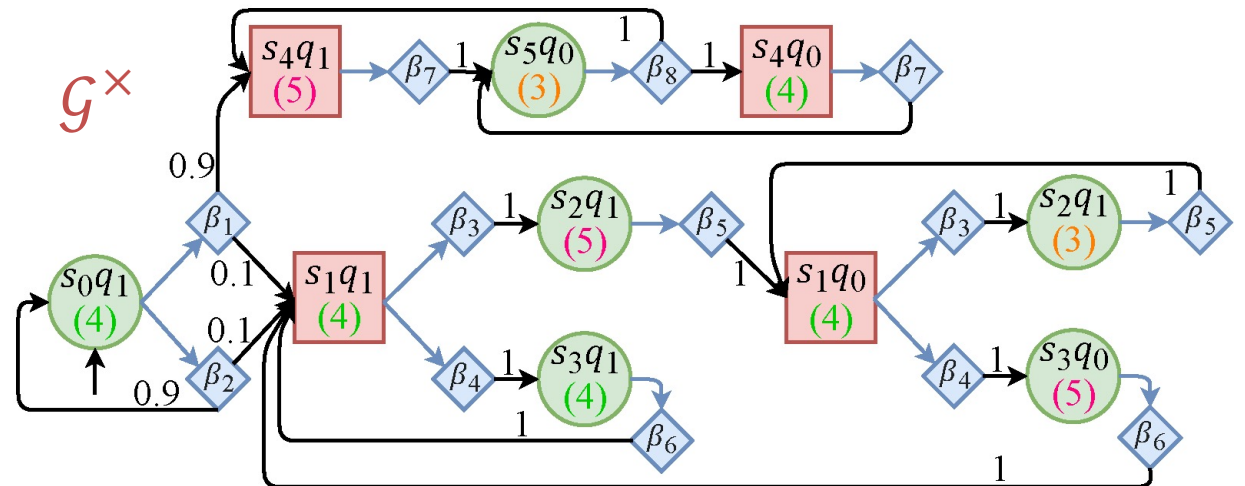 𝒢×
s₄q₁
(5)
β₇
1
s₅q₀
(3)
1
β₈
1
s₄q₀
(4)
β₇
0.9
β₁
0.1
s₀q₁
(4)
β₂
0.1
0.9
s₁q₁
(4)
β₃
1
s₂q₁
(5)
β₅
1
β₄
1
s₃q₁
(4)
β₆
1
s₁q₀
(4)
β₃
1
s₂q₁
(3)
β₅
1
β₄
1
s₃q₀
(5)
β₆
1